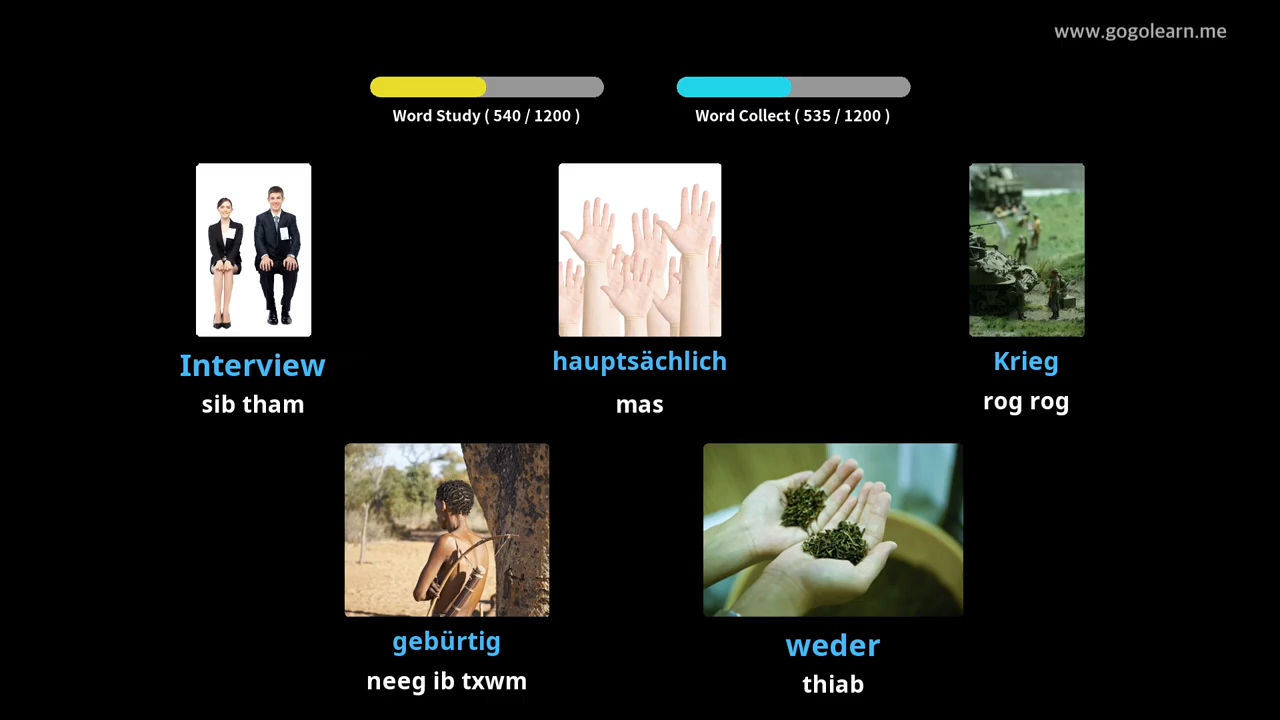 www.gogolearn.me
Word Study ( 540 / 1200 )
Word Collect ( 535 / 1200 )
Interview
sib tham
hauptsächlich
mas
Krieg
rog rog
gebürtig
neeg ib txwm
weder
thiab